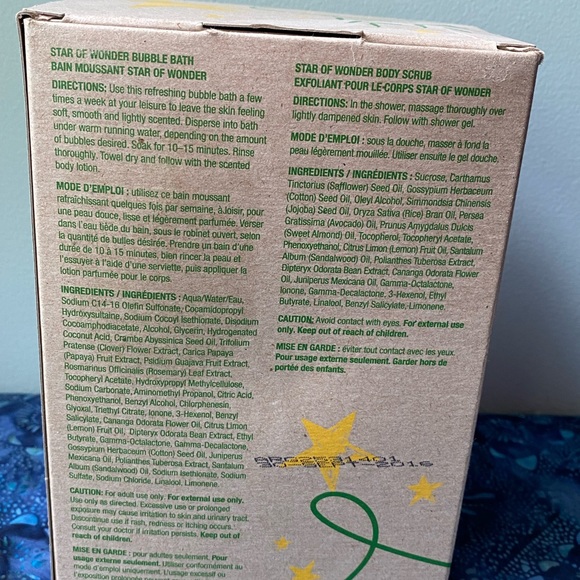 STAR OF WONDER BUBBLE BATH
BAIN MOUSSANT STAR OF WONDER
DIRECTIONS: Use this refreshing bubble bath a few
times a week at your leisure to leave the skin feeling
soft, smooth and lightly scented. Disperse into bath
under warm running water, depending on the amount
of bubbles desired. Soak for 10–15 minutes. Rinse
thoroughly. Towel dry and follow with the scented
body lotion.
MODE D'EMPLOI : utilisez ce bain moussant
rafraîchissant quelques fois par semaine, à loisir, pour
une peau douce, lisse et légèrement parfumée. Verser
dans l'eau tiède du bain, sous le robinet ouvert, selon
la quantité de bulles désirée. Prendre un bain d'une
durée de 10 à 15 minutes, bien rincer la peau et
l'essuyer à l'aide d'une serviette, puis appliquer la
lotion parfumée pour le corps.
INGREDIENTS / INGRÉDIENTS : Aqua/Water/Eau,
Sodium C14-16 Olefin Sulfonate, Cocamidopropyl
Hydroxysultaine, Sodium Cocoyl Isethionate, Disodium
Cocoamphodiacetate, Alcohol, Glycerin, Hydrogenated
Coconut Acid, Crambe Abyssinica Seed Oil, Trifolium
Pratense (Clover) Flower Extract, Carica Papaya
(Papaya) Fruit Extract, Psidium Guajava Fruit Extract,
Rosmarinus Officinalis (Rosemary) Leaf Extract,
Tocopheryl Acetate, Hydroxypropyl Methylcellulose,
Sodium Carbonate, Aminomethyl Propanol, Citric Acid,
Phenoxyethanol, Benzyl Alcohol, Chlorphenesin,
Glyoxal, Triethyl Citrate, Ionone, 3-Hexenol, Benzyl
Salicylate, Cananga Odorata Flower Oil, Citrus Limon
(Lemon) Fruit Oil, Dipteryx Odorata Bean Extract, Ethyl
Butyrate, Gamma-Octalactone, Gamma-Decalactone,
Gossypium Herbaceum (Cotton) Seed Oil, Juniperus
Mexicana Oil, Polianthes Tuberosa Extract, Santalum
Album (Sandalwood) Oil, Sodium Isethionate, Sodium
Sulfate, Sodium Chloride, Linalool, Limonene.
CAUTION: For adult use only. For external use only.
Use only as directed. Excessive use or prolonged
exposure may cause irritation to skin and urinary tract.
Discontinue use if rash, redness or itching occurs.
Consult your doctor if irritation persists. Keep out of
reach of children.
MISE EN GARDE : pour adultes seulement. Pour
usage externe seulement. Utiliser conformément au
mode d'emploi uniquement. L'usage excessif ou
l'exposition prolongée
STAR OF WONDER BODY SCRUB
EXFOLIANT POUR LE CORPS STAR OF WONDER
DIRECTIONS: In the shower, massage thoroughly over
lightly dampened skin. Follow with shower gel.
MODE D'EMPLOI : sous la douche, masser à fond la
peau légèrement mouillée. Utiliser ensuite le gel douche.
INGREDIENTS / INGRÉDIENTS : Sucrose, Carthamus
Tinctorius (Safflower) Seed Oil, Gossypium Herbaceum
(Cotton) Seed Oil, Oleyl Alcohol, Simmondsia Chinensis
(Jojoba) Seed Oil, Oryza Sativa (Rice) Bran Oil, Persea
Gratissima (Avocado) Oil, Prunus Amygdalus Dulcis
(Sweet Almond) Oil, Tocopherol, Tocopheryl Acetate,
Phenoxyethanol, Citrus Limon (Lemon) Fruit Oil, Santalum
Album (Sandalwood) Oil, Polianthes Tuberosa Extract,
Dipteryx Odorata Bean Extract, Cananga Odorata Flower
Oil, Juniperus Mexicana Oil, Gamma-Octalactone,
Ionone, Gamma-Decalactone, 3-Hexenol, Ethyl
Butyrate, Linalool, Benzyl Salicylate, Limonene.
CAUTION: Avoid contact with eyes. For external use
only. Keep out of reach of children.
MISE EN GARDE : éviter tout contact avec les yeux.
Pour usage externe seulement. Garder hors de
portée des enfants.
30-SEPT-2016